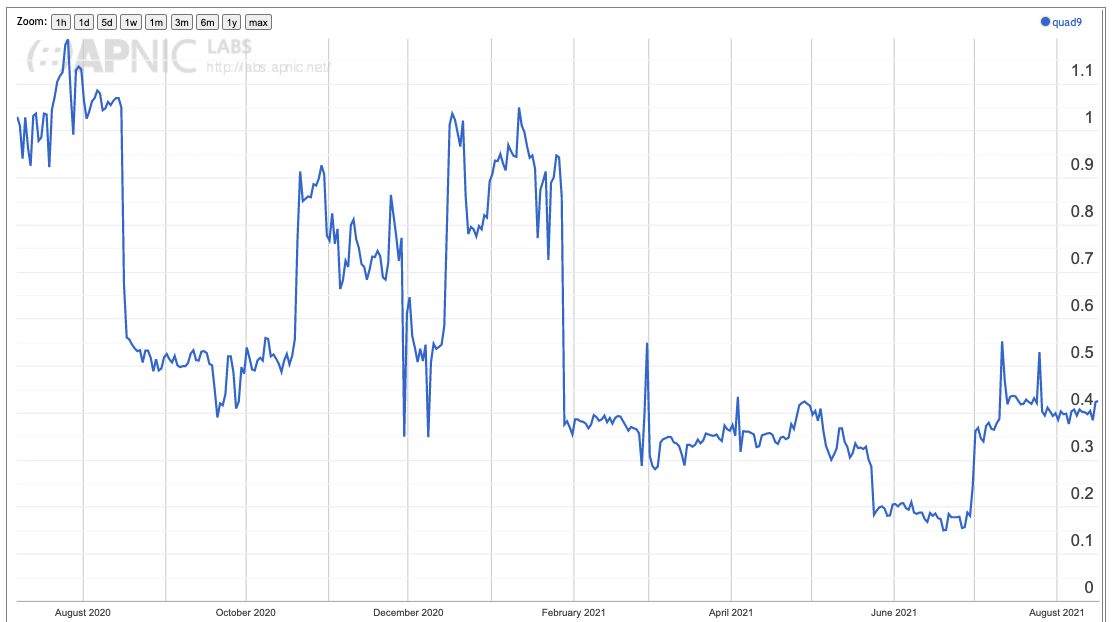 Zoom: 1h 1d 5d 1w 1m 3m 6m 1y max
quad9
APNIC LABS
http://labs.apnic.net/
1.1
1
0.9
0.8
0.7
0.6
0.5
0.4
0.3
0.2
0.1
0
August 2020 October 2020 December 2020 February 2021 April 2021 June 2021 August 2021